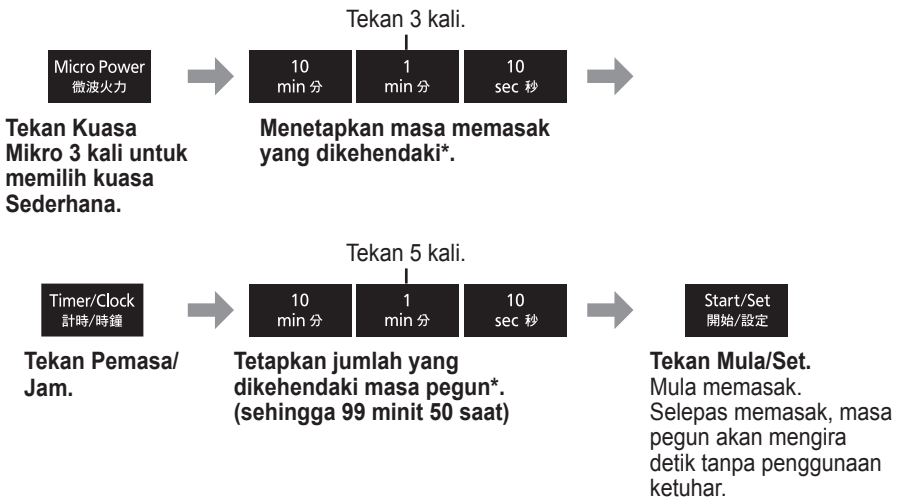 Tekan 3 kali.
Micro Power
微波火力
10
min 分
1
min 分
10
sec 秒
Tekan Kuasa
Mikro 3 kali untuk
memilih kuasa
Sederhana.
Menetapkan masa memasak
yang dikehendaki*.
Tekan 5 kali.
Timer/Clock
計時/時鐘
10
min 分
1
min 分
10
sec 秒
Start/Set
開始/設定
Tekan Pemasa/
Jam.
Tetapkan jumlah yang
dikehendaki masa pegun*.
(sehingga 99 minit 50 saat)
Tekan Mula/Set.
Mula memasak.
Selepas memasak, masa
pegun akan mengira
detik tanpa penggunaan
ketuhar.